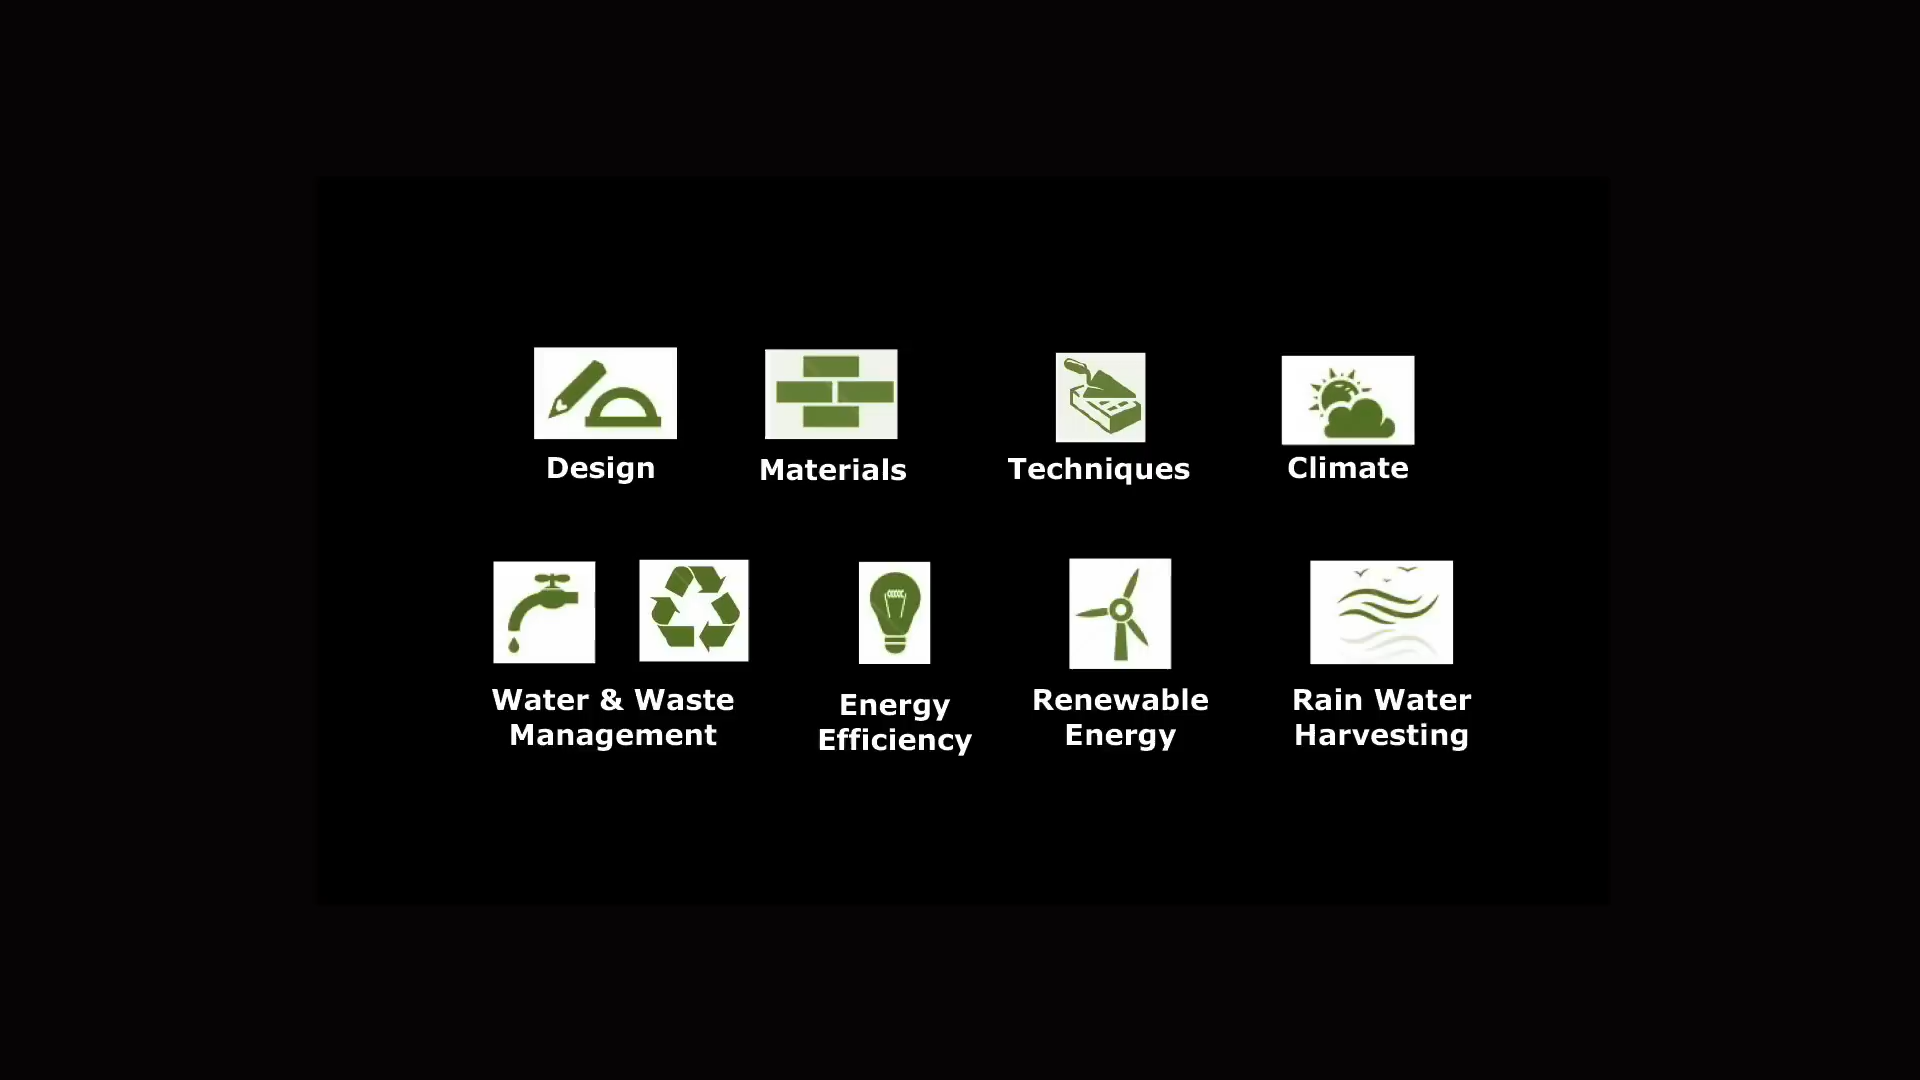 Design
Materials
Techniques
Climate
Water & Waste
Management
Energy
Efficiency
Renewable
Energy
Rain Water
Harvesting